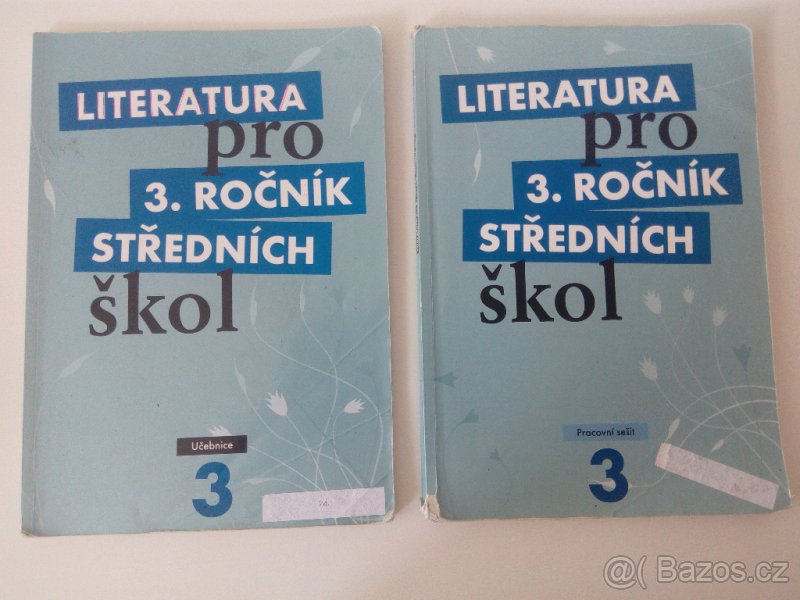 LITERATURA
pro
3. ROČNÍK
STŘEDNÍCH
škol
Učebnice
3
LITERATURA
pro
3. ROČNÍK
STŘEDNÍCH
škol
Pracovní sešit
3
@( Bazos.cz